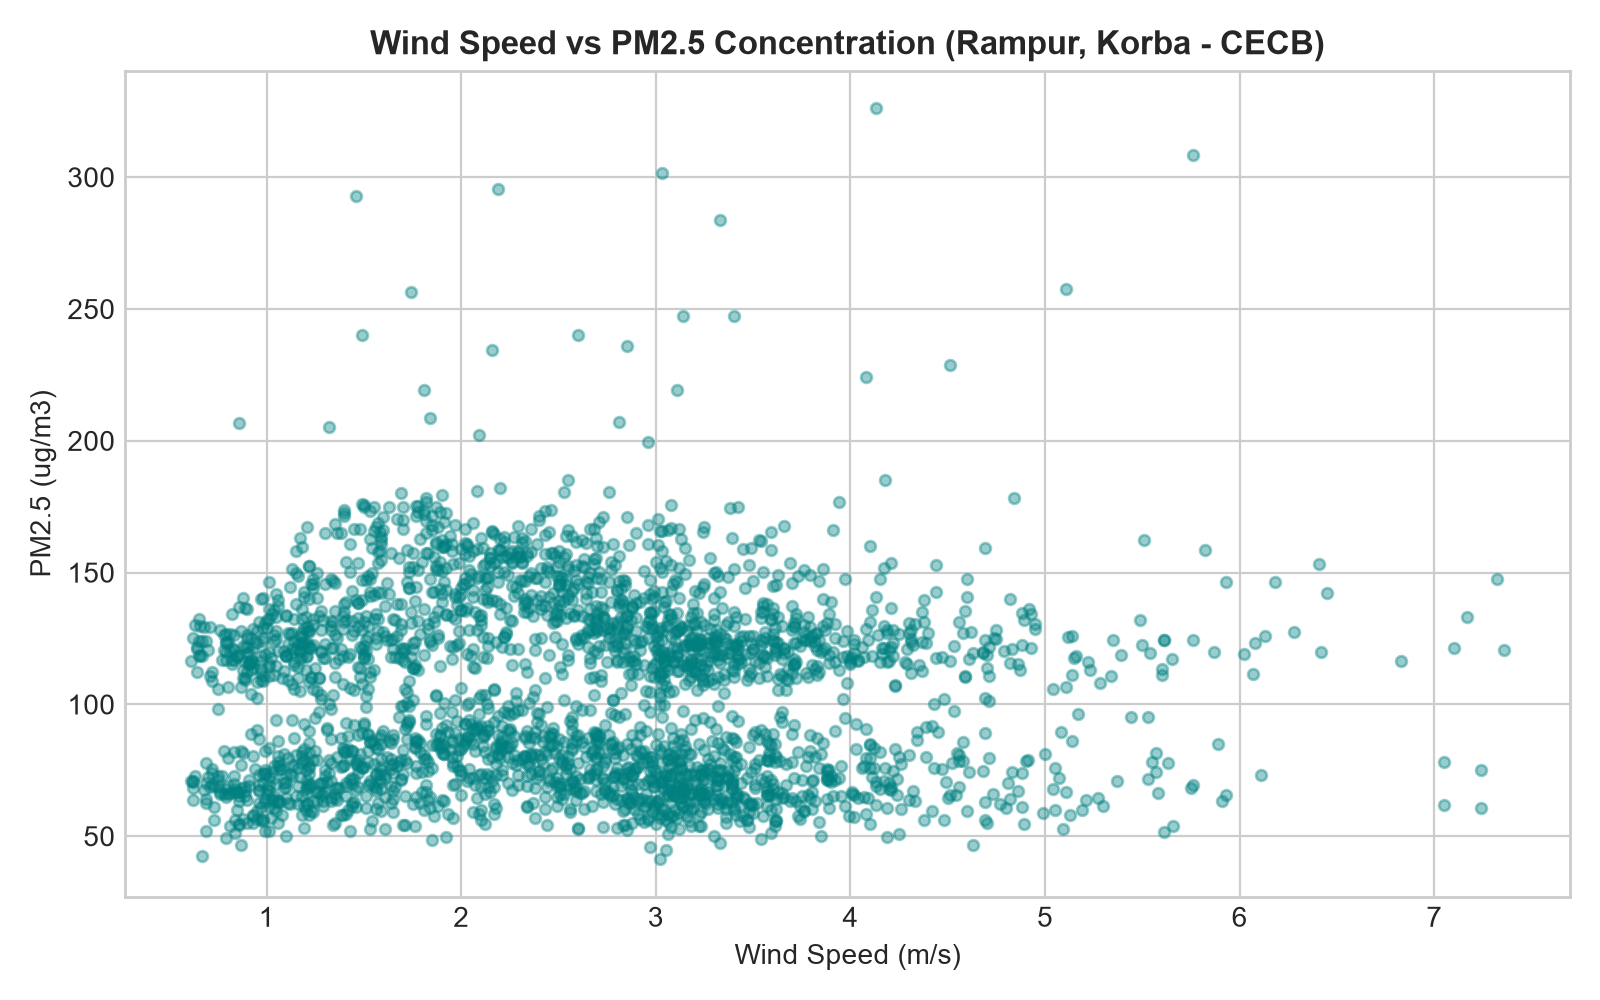 Wind Speed vs PM2.5 Concentration (Rampur, Korba - CECB)
PM2.5 (ug/m3)
300
250
200
150
100
50
1 2 3 4 5 6 7
Wind Speed (m/s)